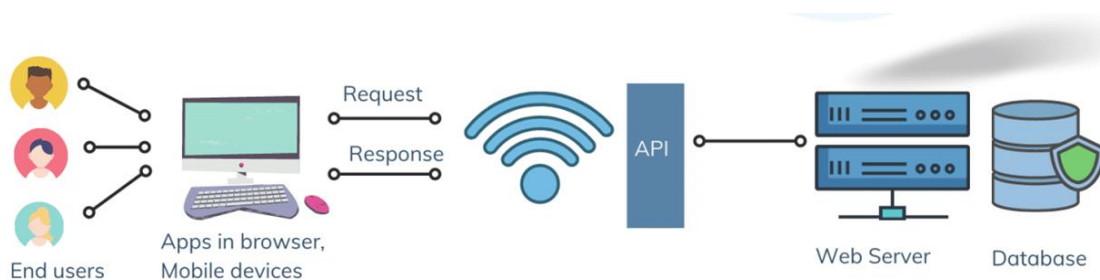 Request
Response
API
End users
Apps in browser,
Mobile devices
Web Server
Database